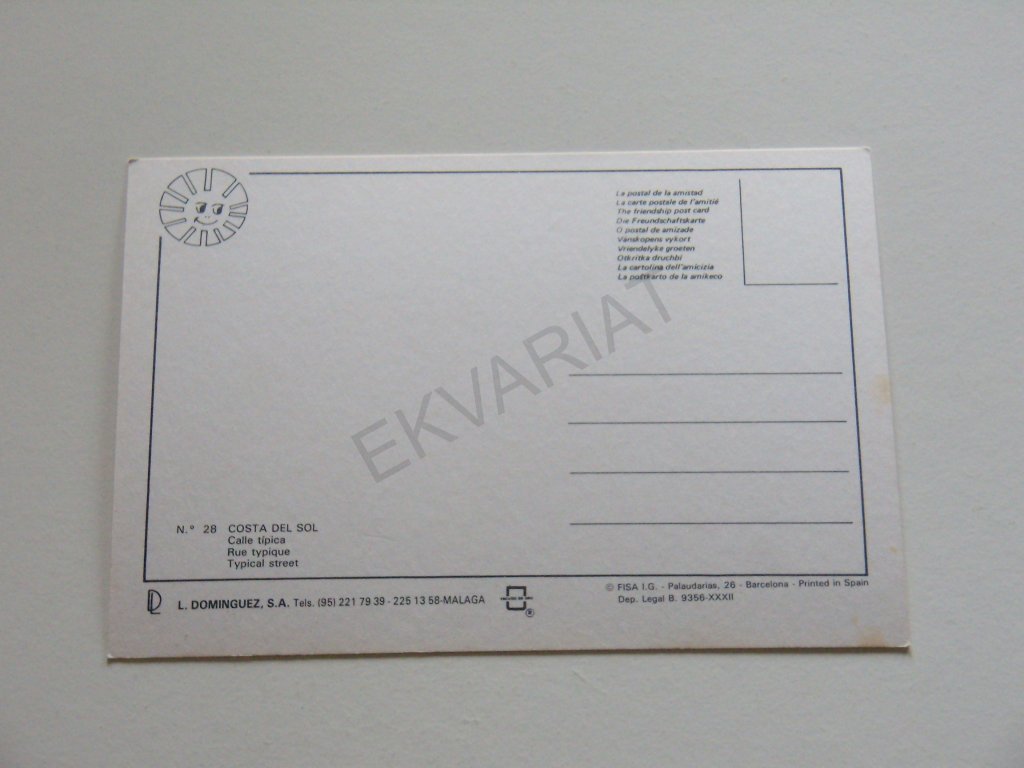 La postal de la amistad
La carte postale de l'amitié
The friendship post card
Die Freundschaftskarte
O postal de amizade
Vänskopens vykort
Vriendelyke groeten
Otkritka druchbi
La cartolina dell'amicizia
La poŝtkarto de la amikeco
EKVARIAT
N.º 28 COSTA DEL SOL
Calle típica
Rue typique
Typical street
L. DOMINGUEZ, S.A. Tels. (95) 221 79 39 - 225 13 58-MALAGA
®
© FISA I.G. - Palaudarias, 26 - Barcelona - Printed in Spain
Dep. Legal B. 9356-XXXII